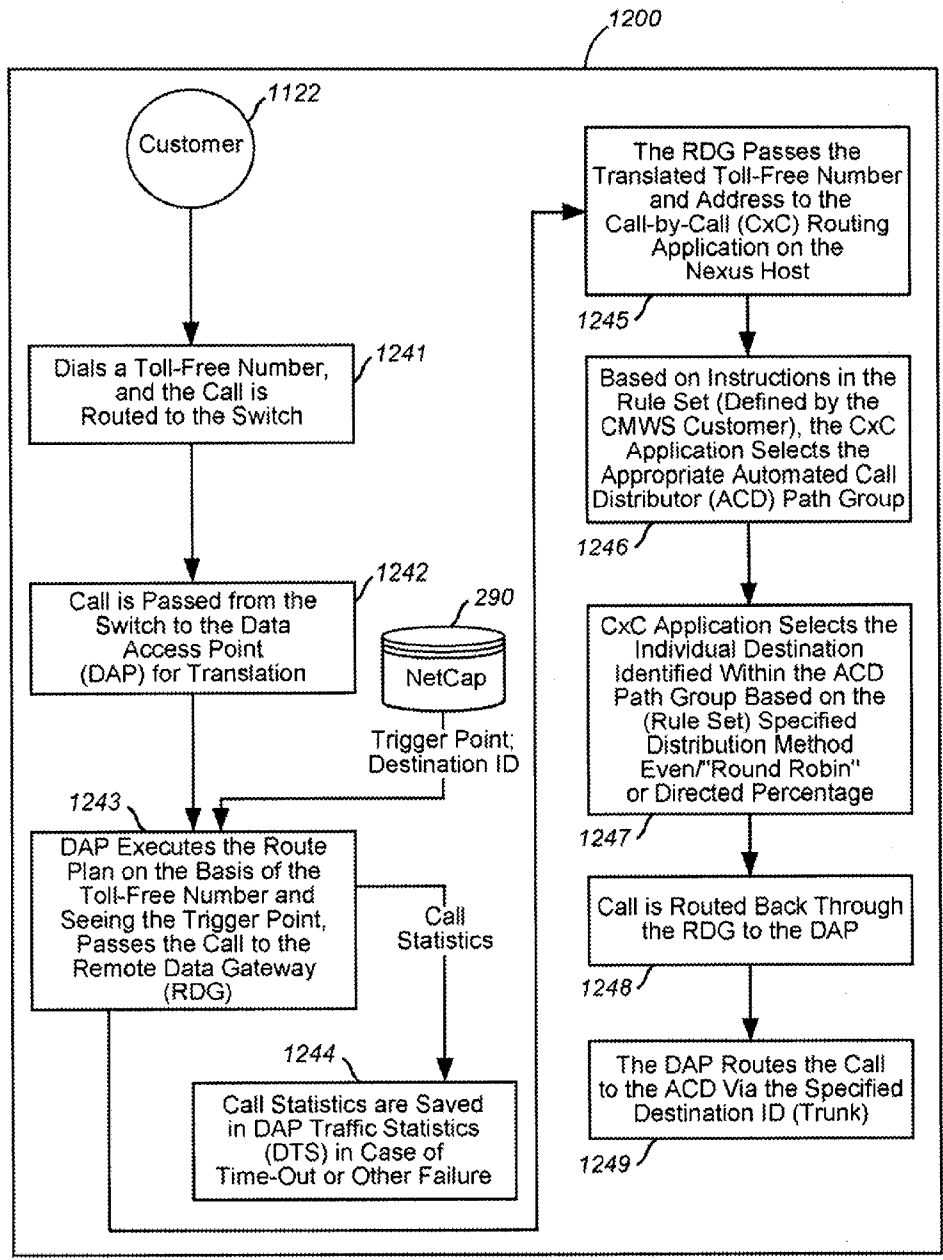 1200
1122
Customer
1241
Dials a Toll-Free Number,
and the Call is
Routed to the Switch
1242
Call is Passed from the
Switch to the Data
Access Point
(DAP) for Translation
290
NetCap
Trigger Point;
Destination ID
1243
DAP Executes the Route
Plan on the Basis of the
Toll-Free Number and
Seeing the Trigger Point,
Passes the Call to the
Remote Data Gateway
(RDG)
Call
Statistics
1244
Call Statistics are Saved
in DAP Traffic Statistics
(DTS) in Case of
Time-Out or Other Failure
The RDG Passes the
Translated Toll-Free Number
and Address to the
Call-by-Call (CxC) Routing
Application on the
Nexus Host
1245
Based on Instructions in the
Rule Set (Defined by the
CMWS Customer), the CxC
Application Selects the
Appropriate Automated Call
Distributor (ACD) Path Group
1246
CxC Application Selects the
Individual Destination
Identified Within the ACD
Path Group Based on the
(Rule Set) Specified
Distribution Method
Even/"Round Robin"
or Directed Percentage
1247
Call is Routed Back Through
the RDG to the DAP
1248
The DAP Routes the Call
to the ACD Via the Specified
Destination ID (Trunk)
1249